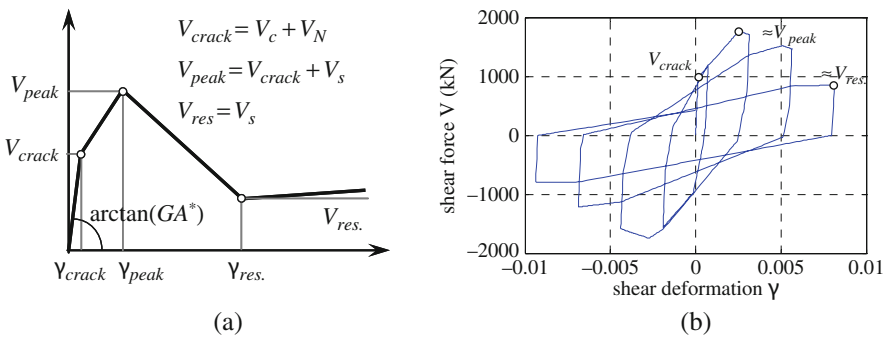 V_crack = V_c + V_N
V_peak = V_crack + V_s
V_res = V_s
V_peak
V_crack
arctan(GA*)
V_res.
γ_crack γ_peak γ_res.
(a)
2000
1000
0
−1000
−2000
shear force V (kN)
V_crack
≈V_peak
≈V_res.
−0.01 −0.005 0 0.005 0.01
shear deformation γ
(b)